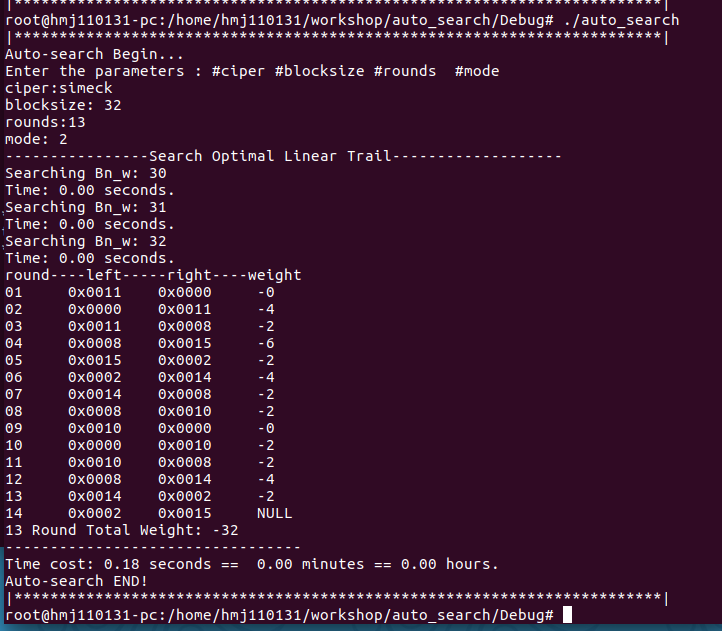 |************************************************************************|
root@hmj110131-pc:/home/hmj110131/workshop/auto_search/Debug# ./auto_search
|************************************************************************|
Auto-search Begin...
Enter the parameters : #ciper #blocksize #rounds  #mode
ciper:simeck
blocksize: 32
rounds:13
mode: 2
----------------Search Optimal Linear Trail-------------------
Searching Bn_w: 30
Time: 0.00 seconds.
Searching Bn_w: 31
Time: 0.00 seconds.
Searching Bn_w: 32
Time: 0.00 seconds.
round----left-----right----weight
01     0x0011    0x0000     -0
02     0x0000    0x0011     -4
03     0x0011    0x0008     -2
04     0x0008    0x0015     -6
05     0x0015    0x0002     -2
06     0x0002    0x0014     -4
07     0x0014    0x0008     -2
08     0x0008    0x0010     -2
09     0x0010    0x0000     -0
10     0x0000    0x0010     -2
11     0x0010    0x0008     -2
12     0x0008    0x0014     -4
13     0x0014    0x0002     -2
14     0x0002    0x0015     NULL
13 Round Total Weight: -32
---------------------------------
Time cost: 0.18 seconds ==  0.00 minutes == 0.00 hours.
Auto-search END!
|************************************************************************|
root@hmj110131-pc:/home/hmj110131/workshop/auto_search/Debug#